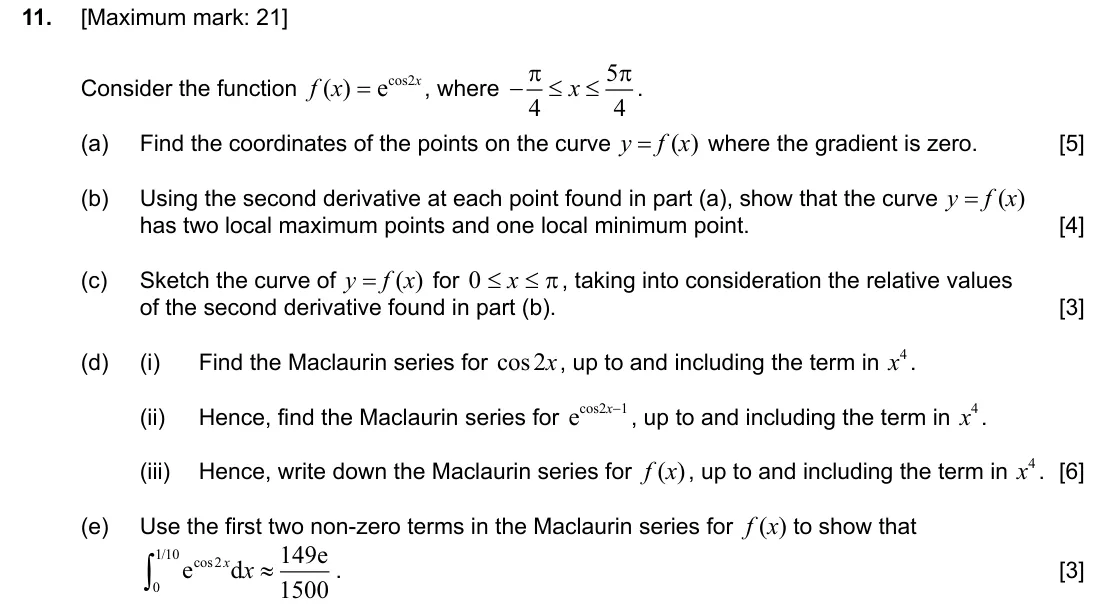 11. [Maximum mark: 21]
Consider the function f(x) = e^cos2x, where −π/4 ≤ x ≤ 5π/4.
(a) Find the coordinates of the points on the curve y = f(x) where the gradient is zero. [5]
(b) Using the second derivative at each point found in part (a), show that the curve y = f(x)
has two local maximum points and one local minimum point. [4]
(c) Sketch the curve of y = f(x) for 0 ≤ x ≤ π, taking into consideration the relative values
of the second derivative found in part (b). [3]
(d) (i) Find the Maclaurin series for cos2x, up to and including the term in x⁴.
(ii) Hence, find the Maclaurin series for e^(cos2x−1), up to and including the term in x⁴.
(iii) Hence, write down the Maclaurin series for f(x), up to and including the term in x⁴. [6]
(e) Use the first two non-zero terms in the Maclaurin series for f(x) to show that
∫₀^(1/10) e^(cos2x) dx ≈ 149e/1500. [3]